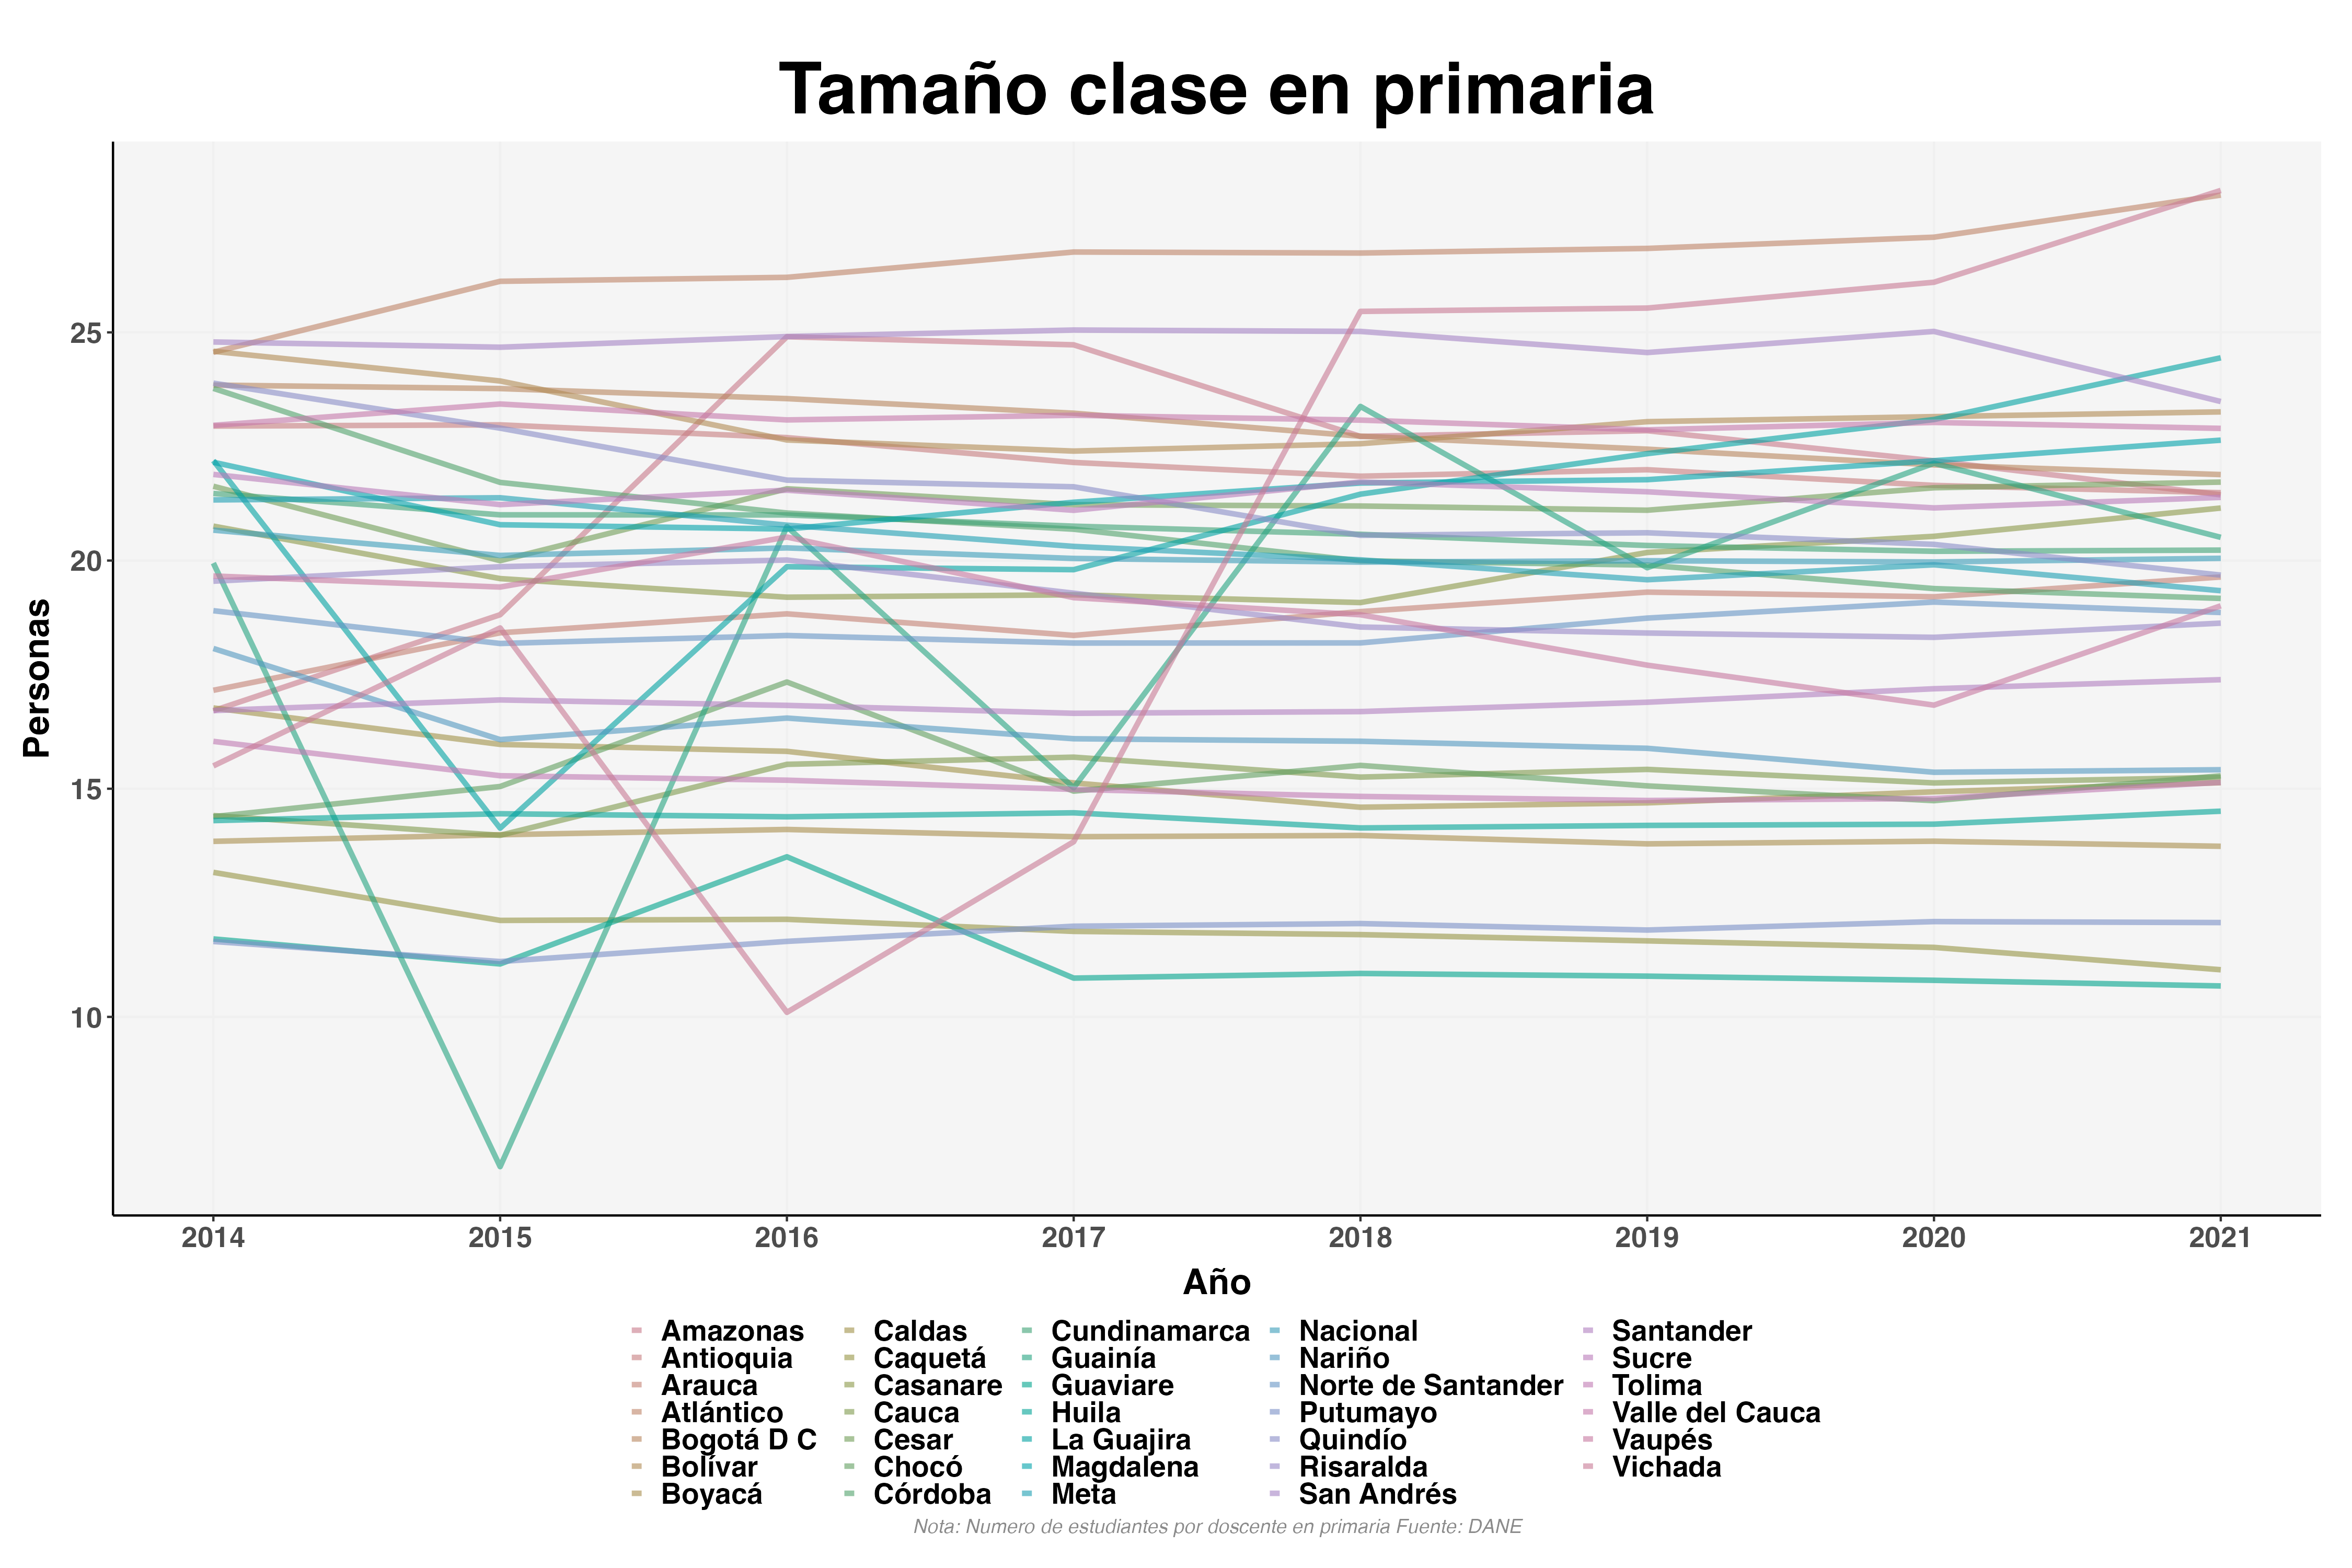 Tamaño clase en primaria
Personas
25
20
15
10
2014 2015 2016 2017 2018 2019 2020 2021
Año
Amazonas Caldas Cundinamarca Nacional Santander
Antioquia Caquetá Guainía Nariño Sucre
Arauca Casanare Guaviare Norte de Santander Tolima
Atlántico Cauca Huila Putumayo Valle del Cauca
Bogotá D C Cesar La Guajira Quindío Vaupés
Bolívar Chocó Magdalena Risaralda Vichada
Boyacá Córdoba Meta San Andrés
Nota: Numero de estudiantes por doscente en primaria Fuente: DANE